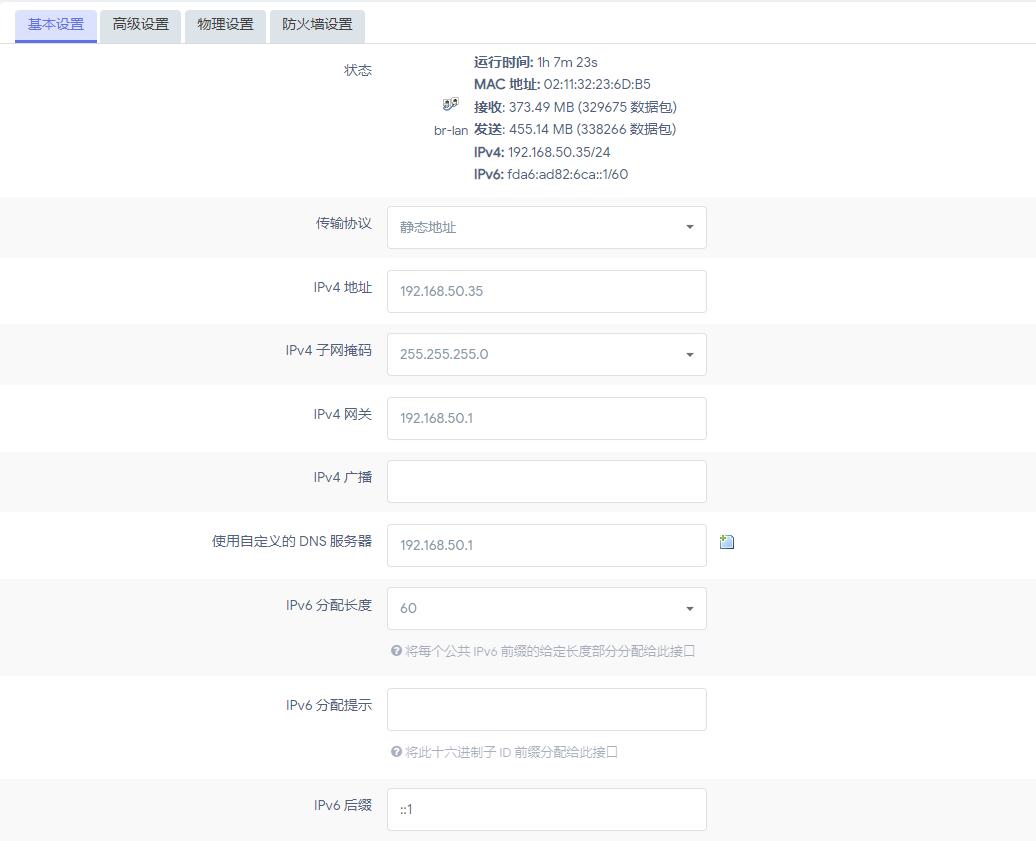 基本设置 高级设置 物理设置 防火墙设置
状态
运行时间: 1h 7m 23s
MAC 地址: 02:11:32:23:6D:B5
接收: 373.49 MB (329675 数据包)
br-lan 发送: 455.14 MB (338266 数据包)
IPv4: 192.168.50.35/24
IPv6: fda6:ad82:6ca::1/60
传输协议 静态地址
IPv4 地址 192.168.50.35
IPv4 子网掩码 255.255.255.0
IPv4 网关 192.168.50.1
IPv4 广播
使用自定义的 DNS 服务器 192.168.50.1
IPv6 分配长度 60
将每个公共 IPv6 前缀的给定长度部分分配给此接口
IPv6 分配提示
将此十六进制子 ID 前缀分配给此接口
IPv6 后缀 ::1